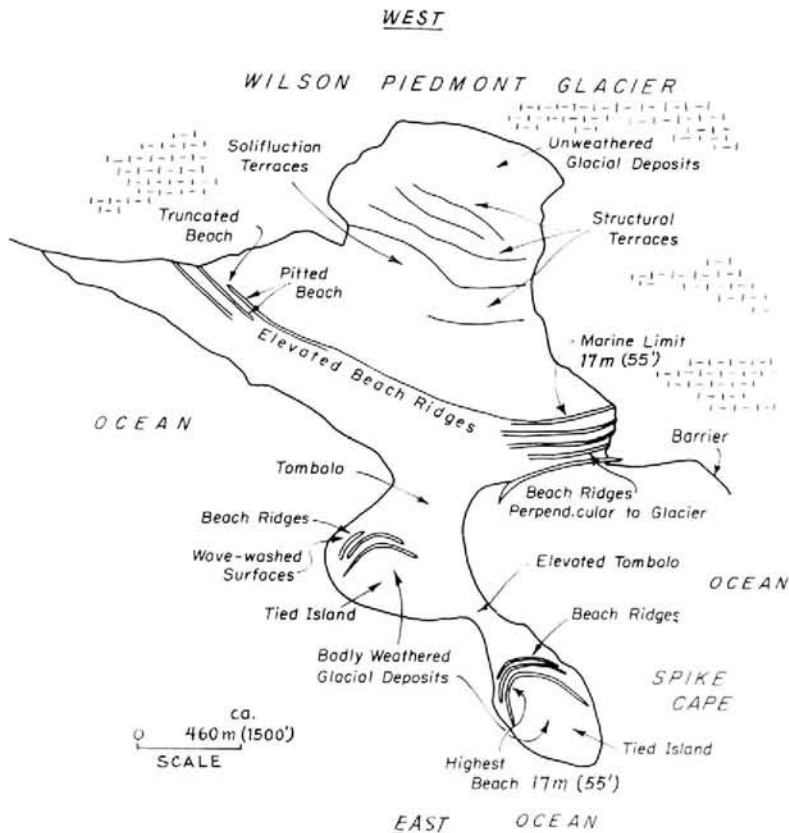 WEST
WILSON PIEDMONT GLACIER
Solifluction
Terraces
Unweathered
Glacial Deposits
Truncated
Beach
Structural
Terraces
Pitted
Beach
Marine Limit
17m (55')
Elevated Beach Ridges
OCEAN
Barrier
Tombolo
Beach Ridges
Perpend.cular to Glacier
Beach Ridges
Wave-washed
Surfaces
Elevated Tombolo
OCEAN
Tied Island
Beach Ridges
Badly Weathered
Glacial Deposits
SPIKE
CAPE
ca.
0 460m (1500')
SCALE
Tied Island
Highest
Beach 17m (55')
EAST OCEAN